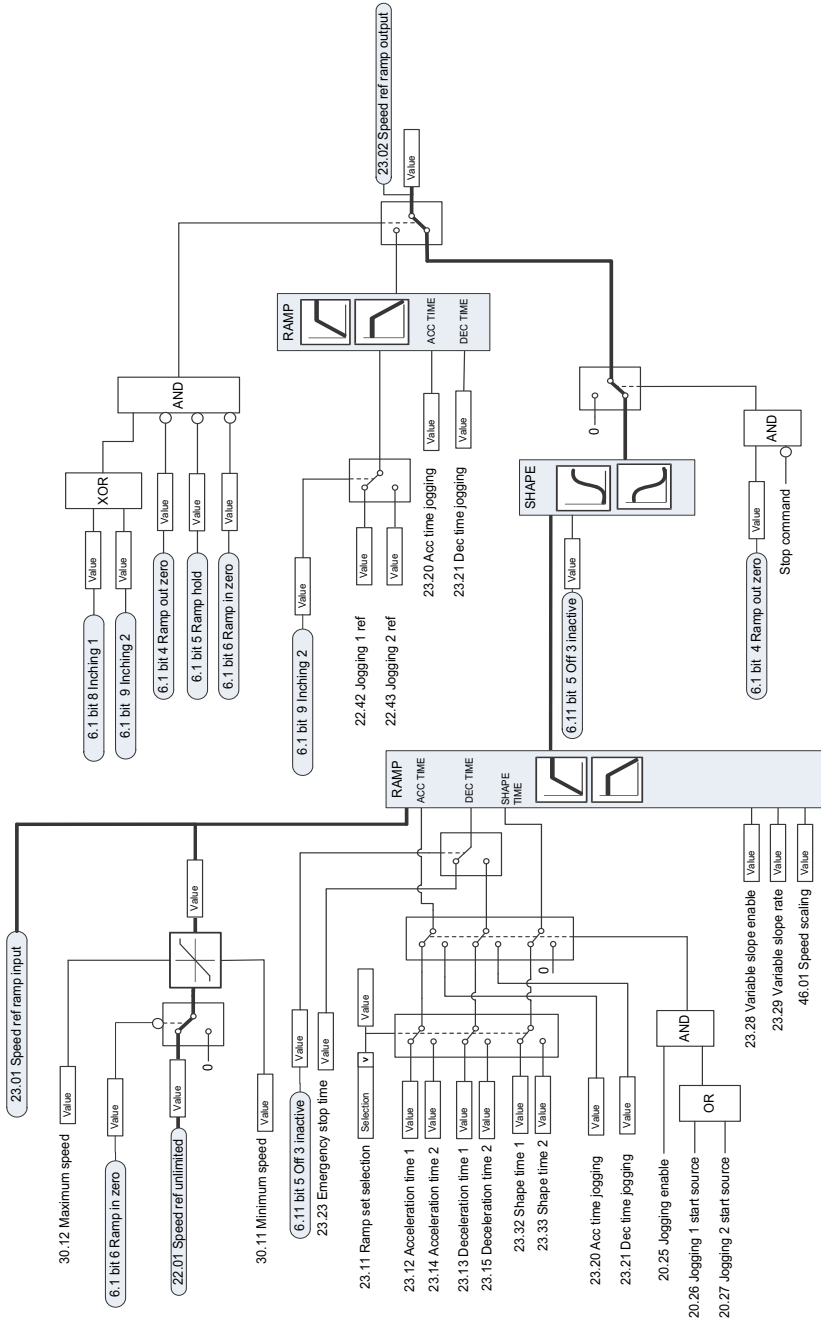 23.01 Speed ref ramp input
30.12 Maximum speed
Value
6.1 bit 6 Ramp in zero
Value
22.01 Speed ref unlimited
Value
0
Value
30.11 Minimum speed
Value
6.11 bit 5 Off 3 inactive
Value
23.23 Emergency stop time
Value
23.11 Ramp set selection
Selection
v
Value
23.12 Acceleration time 1
Value
23.14 Acceleration time 2
Value
23.13 Deceleration time 1
Value
23.15 Deceleration time 2
Value
23.32 Shape time 1
Value
23.33 Shape time 2
Value
0
23.20 Acc time jogging
Value
23.21 Dec time jogging
Value
20.25 Jogging enable
AND
20.26 Jogging 1 start source
20.27 Jogging 2 start source
OR
RAMP
ACC TIME
DEC TIME
SHAPE
TIME
23.28 Variable slope enable
Value
23.29 Variable slope rate
Value
46.01 Speed scaling
Value
6.1 bit 8 Inching 1
Value
6.1 bit 9 Inching 2
Value
XOR
6.1 bit 4 Ramp out zero
Value
6.1 bit 5 Ramp hold
Value
6.1 bit 6 Ramp in zero
Value
AND
6.1 bit 9 Inching 2
Value
22.42 Jogging 1 ref
Value
22.43 Jogging 2 ref
Value
23.20 Acc time jogging
Value
23.21 Dec time jogging
Value
RAMP
ACC TIME
DEC TIME
23.02 Speed ref ramp output
Value
SHAPE
6.11 bit 5 Off 3 inactive
Value
0
6.1 bit 4 Ramp out zero
Value
AND
Stop command